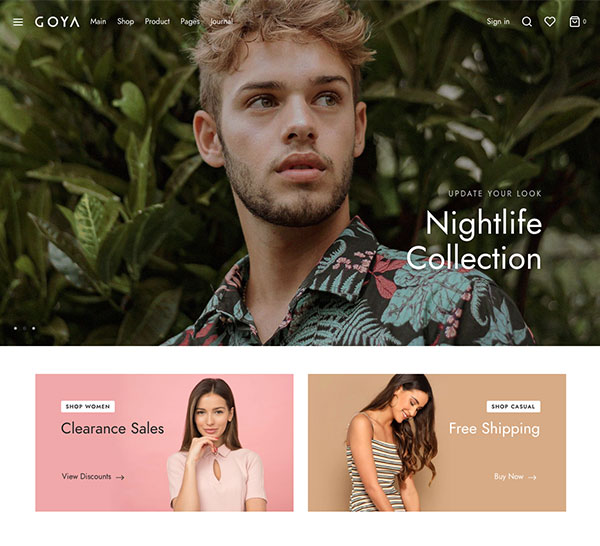 GOYA Main Shop Product Pages Journal Sign in 0
UPDATE YOUR LOOK
Nightlife
Collection
SHOP WOMEN
Clearance Sales
View Discounts →
SHOP CASUAL
Free Shipping
Buy Now →